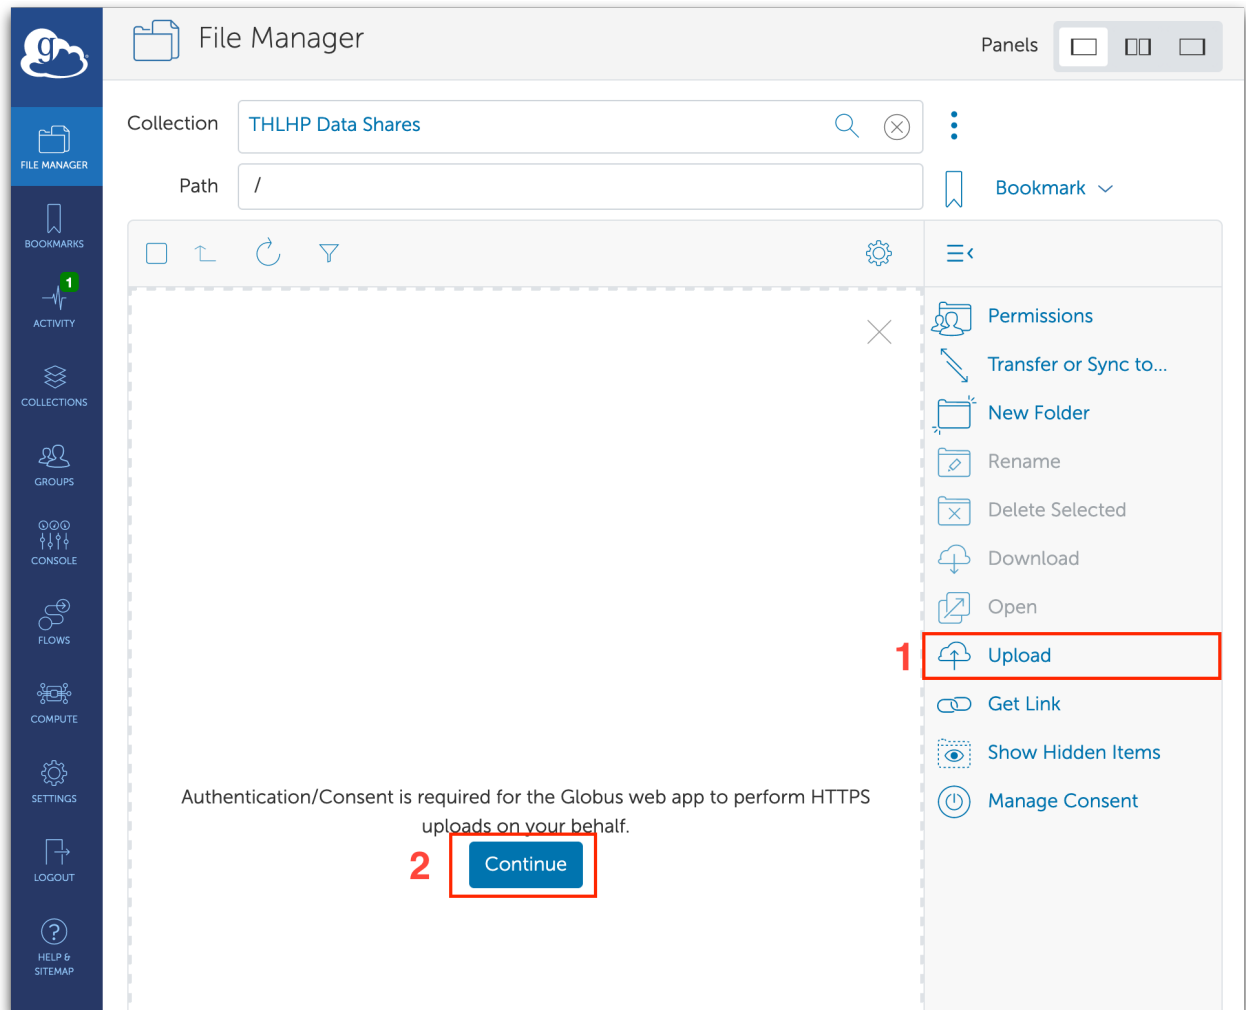 g
File Manager
Panels
Collection
THLHP Data Shares
Path
/
Bookmark
FILE MANAGER
BOOKMARKS
1
ACTIVITY
COLLECTIONS
GROUPS
CONSOLE
FLOWS
COMPUTE
SETTINGS
LOGOUT
?
HELP &
SITEMAP
Permissions
Transfer or Sync to...
New Folder
Rename
Delete Selected
Download
Open
1
Upload
Get Link
Show Hidden Items
Manage Consent
Authentication/Consent is required for the Globus web app to perform HTTPS
uploads on your behalf.
2
Continue